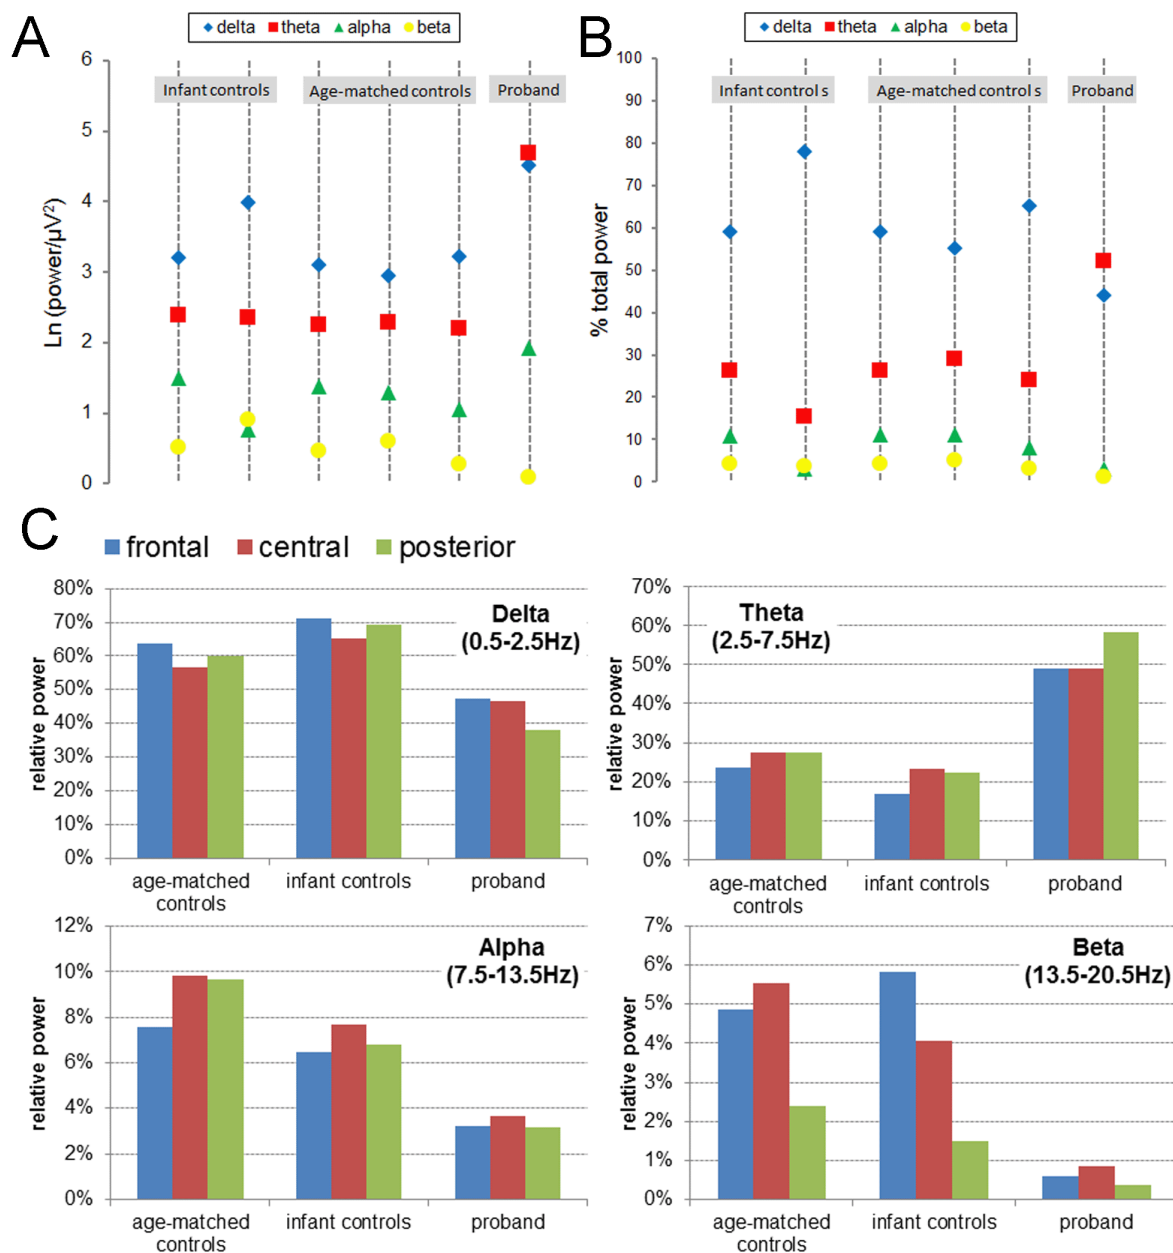 A
delta theta alpha beta
6
5
4
3
2
1
0
Ln (power/µV²)
Infant controls
Age-matched controls
Proband
B
delta theta alpha beta
100
90
80
70
60
50
40
30
20
10
0
% total power
Infant control s
Age-matched control s
Proband
C
frontal central posterior
80%
70%
60%
50%
40%
30%
20%
10%
0%
relative power
Delta
(0.5-2.5Hz)
age-matched
controls
infant controls
proband
70%
60%
50%
40%
30%
20%
10%
0%
relative power
Theta
(2.5-7.5Hz)
age-matched
controls
infant controls
proband
12%
10%
8%
6%
4%
2%
0%
relative power
Alpha
(7.5-13.5Hz)
age-matched
controls
infant controls
proband
7%
6%
5%
4%
3%
2%
1%
0%
relative power
Beta
(13.5-20.5Hz)
age-matched
controls
infant controls
proband